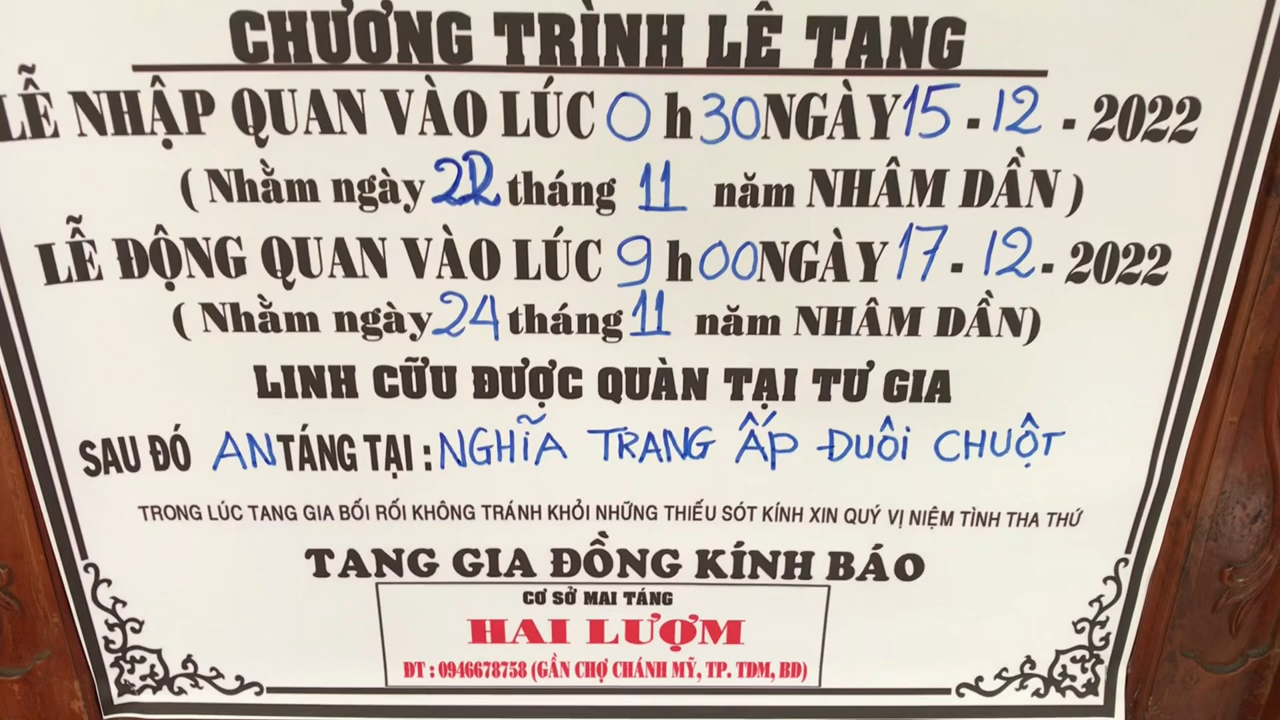 CHƯƠNG TRÌNH LỄ TANG
LỄ NHẬP QUAN VÀO LÚC 0 h 30 NGÀY 15 - 12 - 2022
( Nhằm ngày 22 tháng 11 năm NHÂM DẦN )
LỄ ĐỘNG QUAN VÀO LÚC 9 h 00 NGÀY 17 - 12 - 2022
( Nhằm ngày 24 tháng 11 năm NHÂM DẦN)
LINH CỮU ĐƯỢC QUÀN TẠI TƯ GIA
SAU ĐÓ AN TÁNG TẠI : NGHĨA TRANG ẤP ĐUÔI CHUỘT
TRONG LÚC TANG GIA BỐI RỐI KHÔNG TRÁNH KHỎI NHỮNG THIẾU SÓT KÍNH XIN QUÝ VỊ NIỆM TÌNH THA THỨ
TANG GIA ĐỒNG KÍNH BÁO
CƠ SỞ MAI TÁNG
HAI LƯỢM
ĐT : 0946678758 (GẦN CHỢ CHÁNH MỸ, TP. TDM, BD)